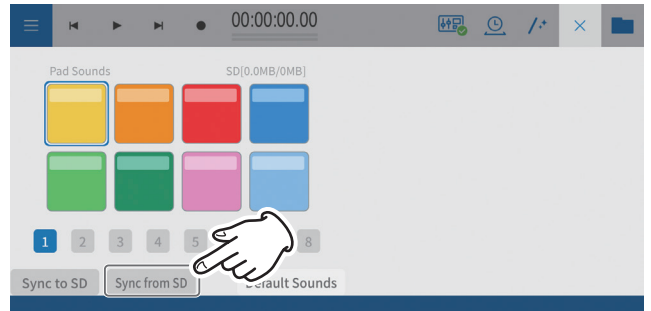 00:00:00.00
Pad Sounds SD[0.0MB/0MB]
1 2 3 4 5 8
Sync to SD Sync from SD Default Sounds